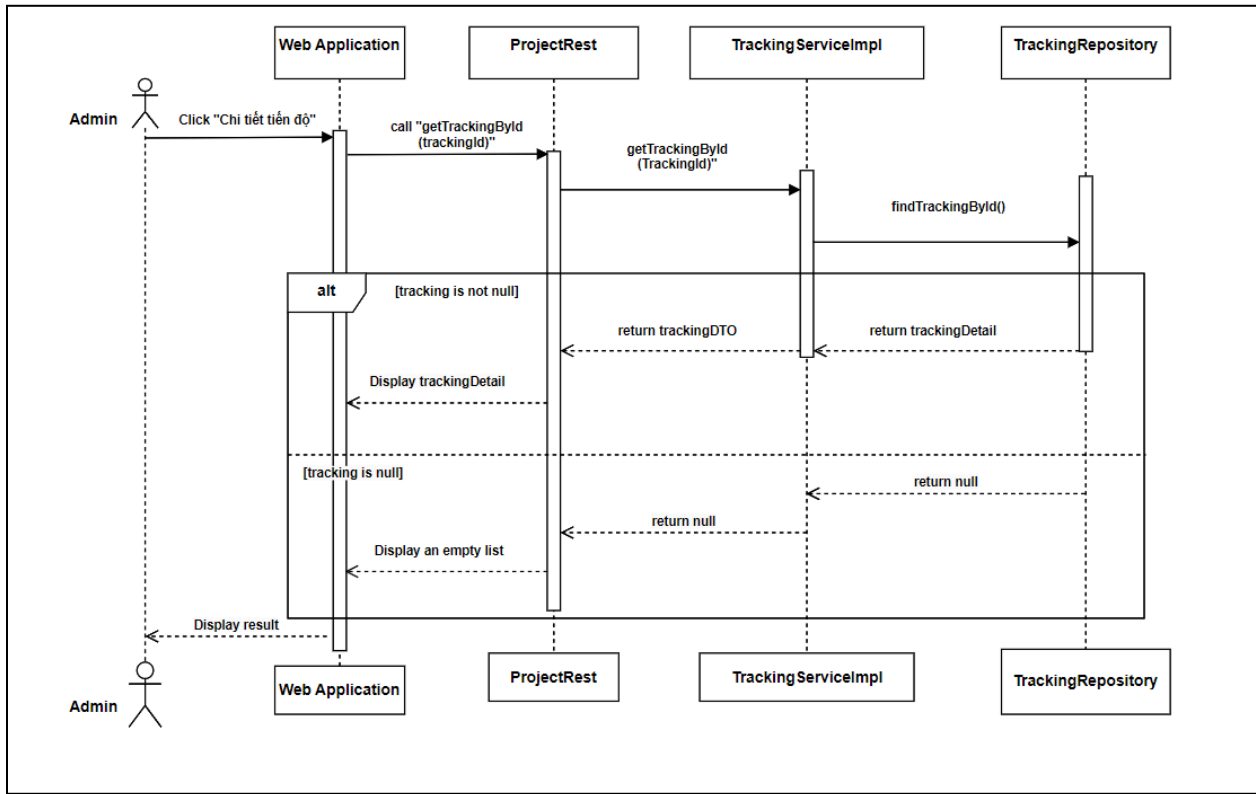 Web Application
ProjectRest
TrackingServiceImpl
TrackingRepository
Admin
Click "Chi tiết tiến độ"
call "getTrackingById
(trackingId)"
getTrackingById
(TrackingId)"
findTrackingById()
alt
[tracking is not null]
return trackingDTO
return trackingDetail
Display trackingDetail
[tracking is null]
return null
return null
Display an empty list
Display result
Admin
Web Application
ProjectRest
TrackingServiceImpl
TrackingRepository